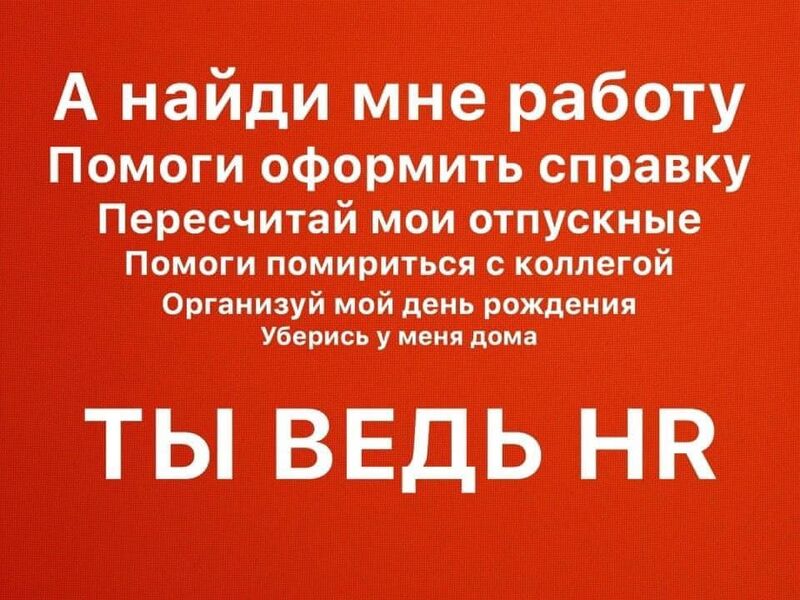 А найди мне работу
Помоги оформить справку
Пересчитай мои отпускные
Помоги помириться с коллегой
Организуй мой день рождения
Уберись у меня дома
ТЫ ВЕДЬ HR